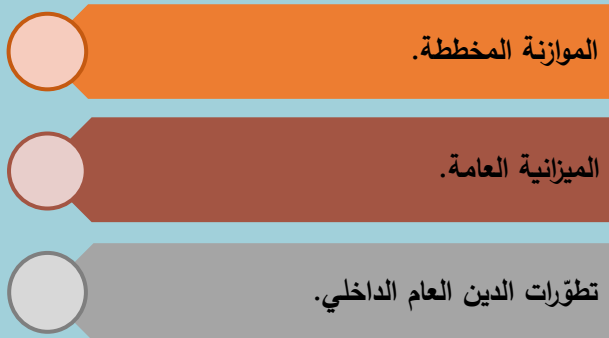 الموازنة المخططة.
الميزانية العامة.
تطوّرات الدين العام الداخلي.